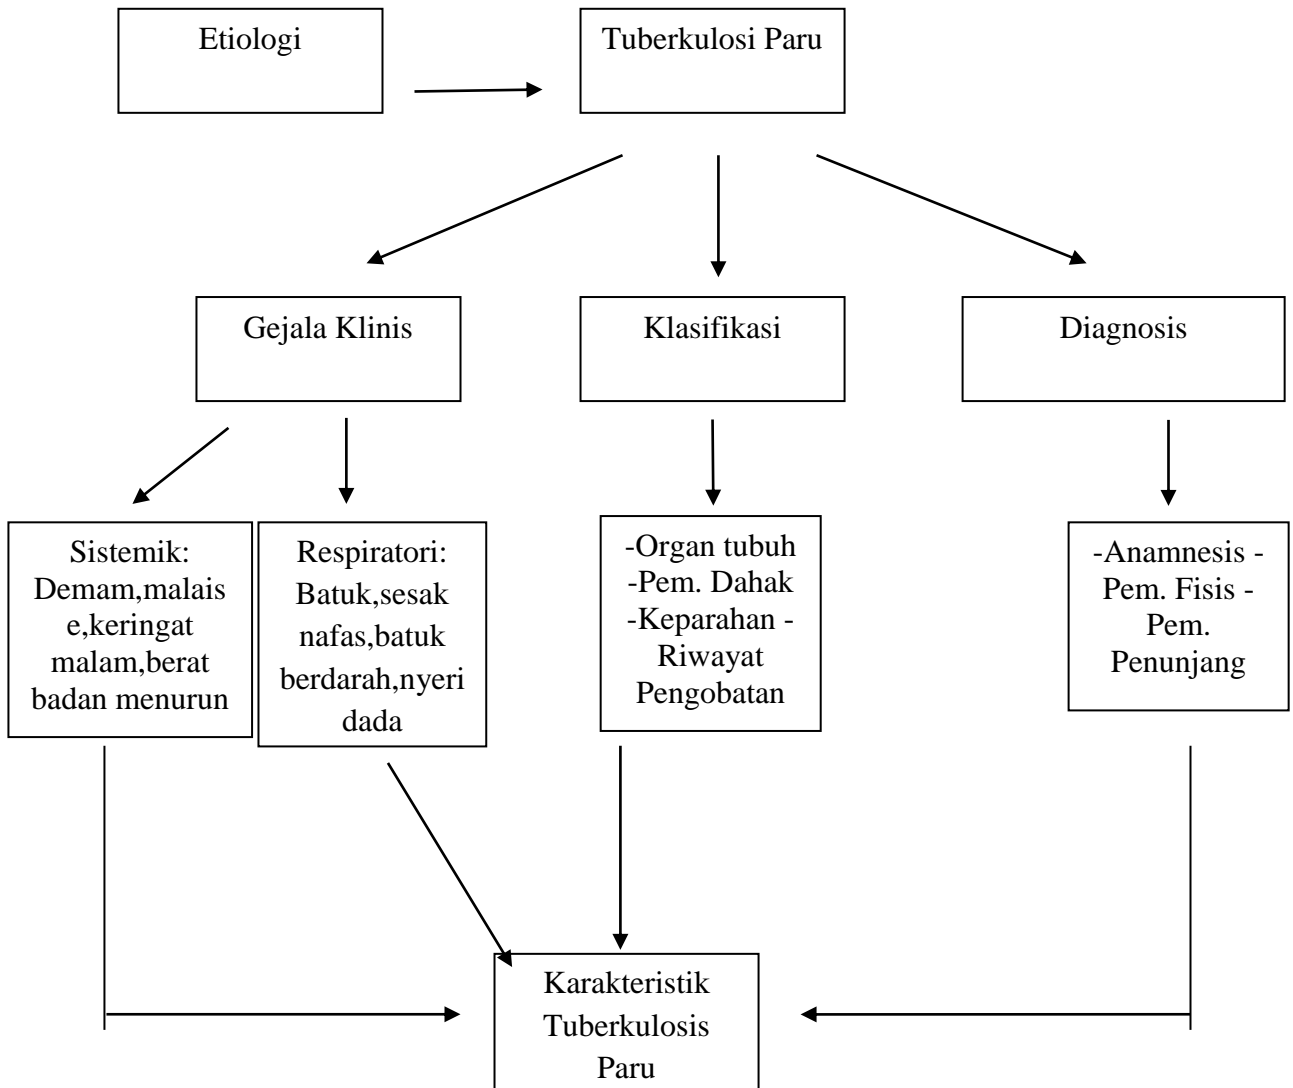 Etiologi
Tuberkulosi Paru
Gejala Klinis
Klasifikasi
Diagnosis
Sistemik:
Demam,malais
e,keringat
malam,berat
badan menurun
Respiratori:
Batuk,sesak
nafas,batuk
berdarah,nyeri
dada
-Organ tubuh
-Pem. Dahak
-Keparahan -
Riwayat
Pengobatan
-Anamnesis -
Pem. Fisis -
Pem.
Penunjang
Karakteristik
Tuberkulosis
Paru